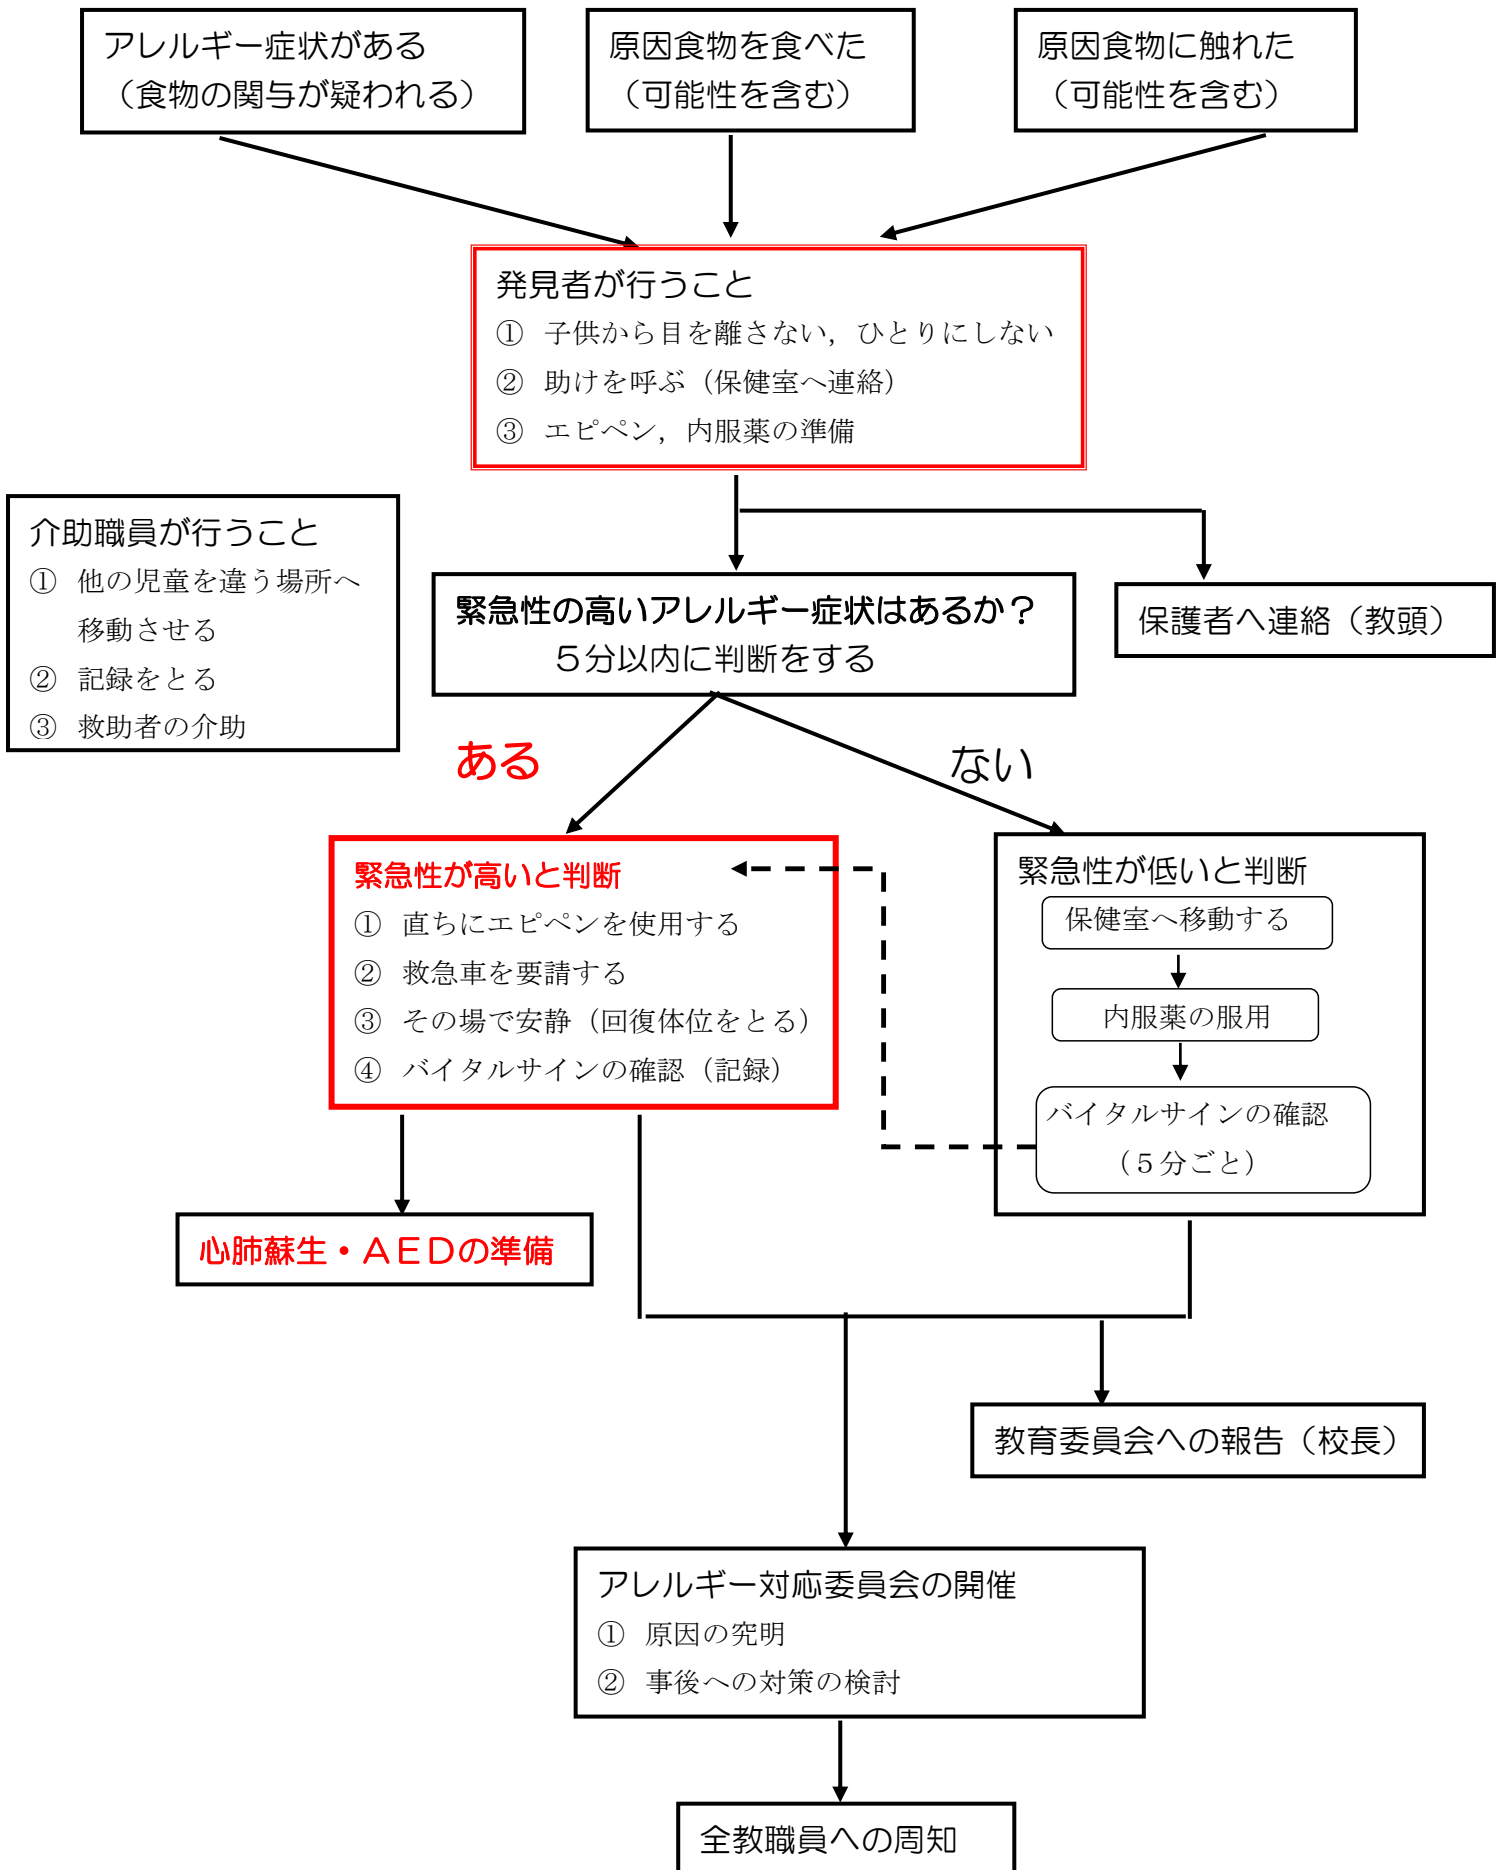 アレルギー症状がある
（食物の関与が疑われる）
原因食物を食べた
（可能性を含む）
原因食物に触れた
（可能性を含む）
発見者が行うこと
① 子供から目を離さない，ひとりにしない
② 助けを呼ぶ（保健室へ連絡）
③ エピペン，内服薬の準備
介助職員が行うこと
① 他の児童を違う場所へ
移動させる
② 記録をとる
③ 救助者の介助
緊急性の高いアレルギー症状はあるか？
５分以内に判断をする
保護者へ連絡（教頭）
ある
ない
緊急性が高いと判断
① 直ちにエピペンを使用する
② 救急車を要請する
③ その場で安静（回復体位をとる）
④ バイタルサインの確認（記録）
緊急性が低いと判断
保健室へ移動する
内服薬の服用
バイタルサインの確認
（５分ごと）
心肺蘇生・ＡＥＤの準備
教育委員会への報告（校長）
アレルギー対応委員会の開催
① 原因の究明
② 事後への対策の検討
全教職員への周知